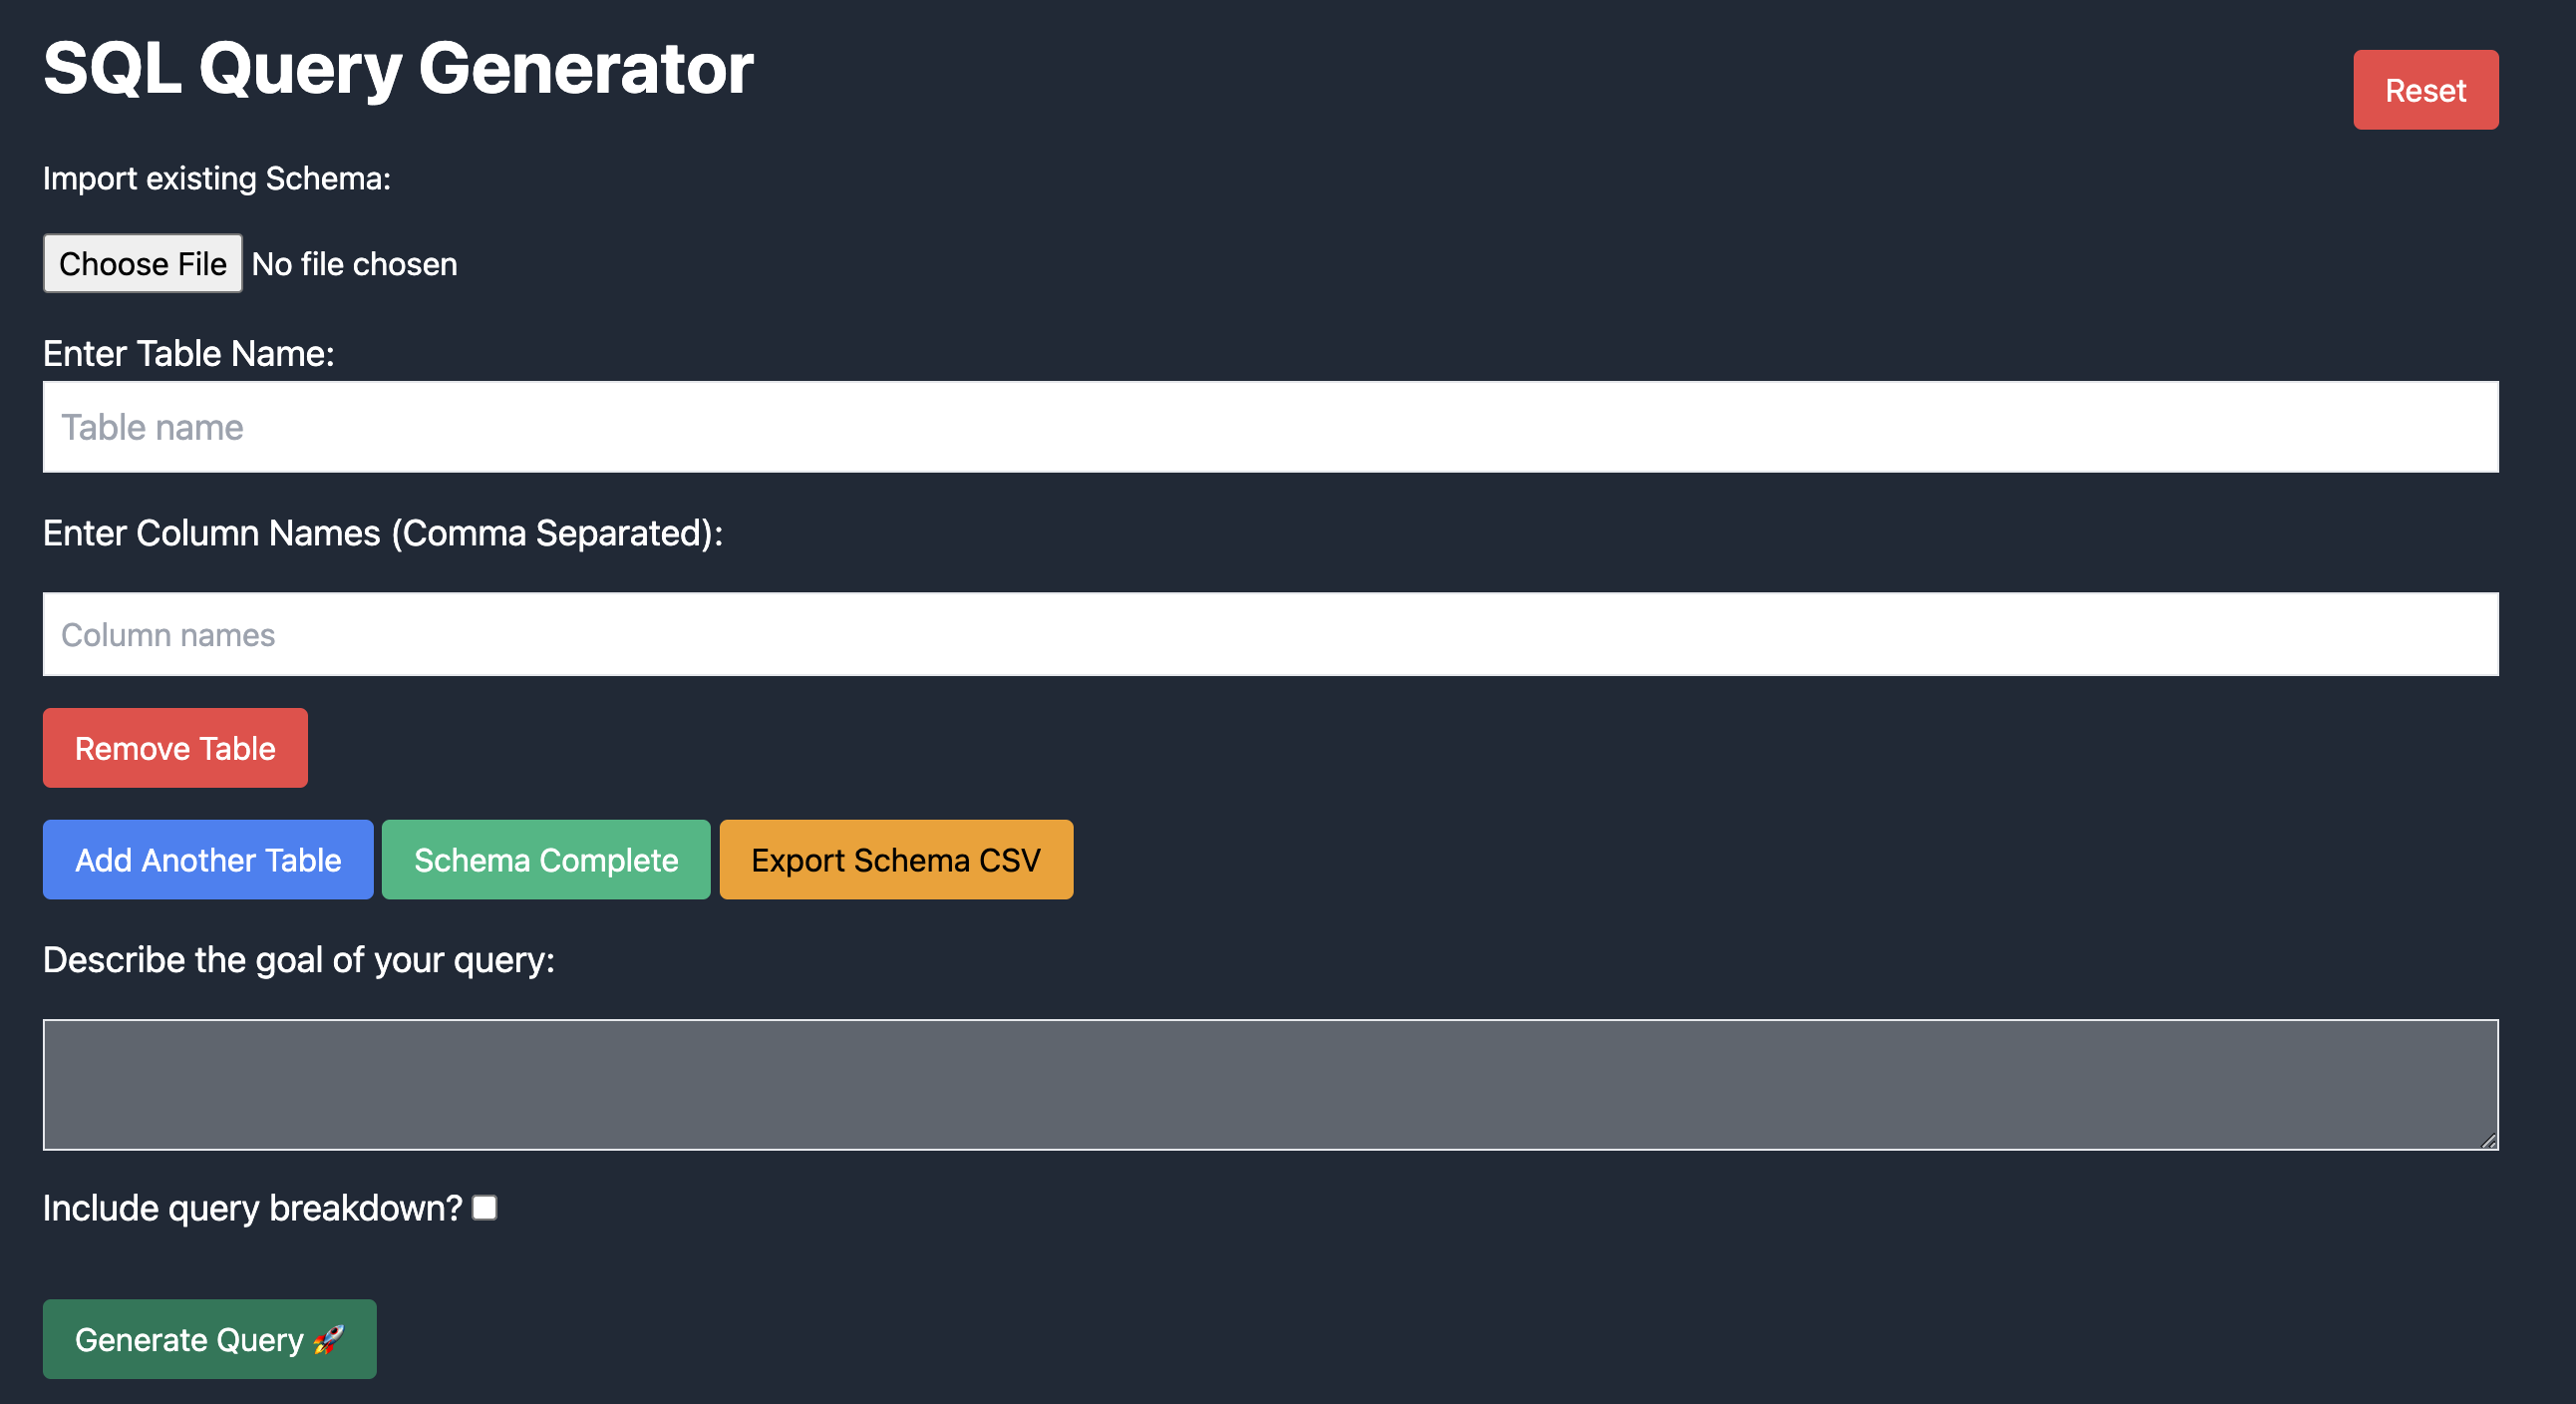 SQL Query Generator
Reset
Import existing Schema:
Choose File No file chosen
Enter Table Name:
Table name
Enter Column Names (Comma Separated):
Column names
Remove Table
Add Another Table Schema Complete Export Schema CSV
Describe the goal of your query:
Include query breakdown?
Generate Query 🚀